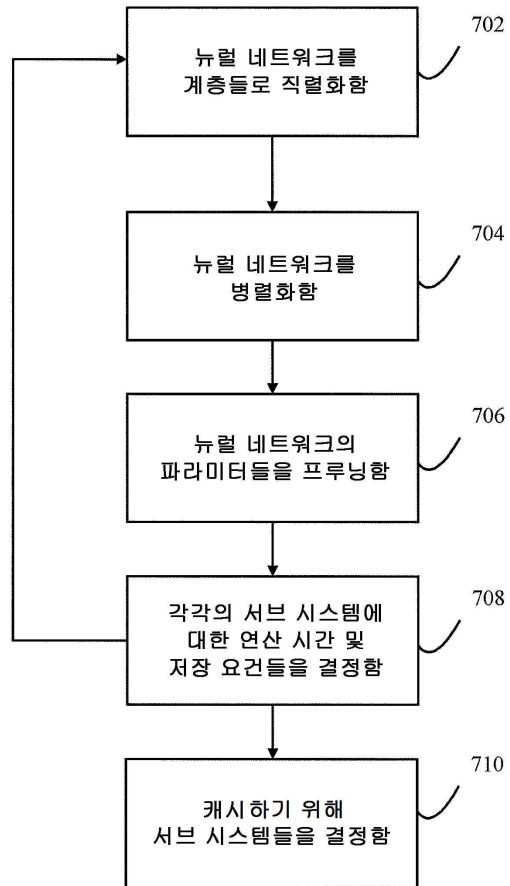 뉴럴 네트워크를
계층들로 직렬화함
702
뉴럴 네트워크를
병렬화함
704
뉴럴 네트워크의
파라미터들을 프루닝함
706
각각의 서브 시스템에
대한 연산 시간 및
저장 요건들을 결정함
708
캐시하기 위해
서브 시스템들을 결정함
710